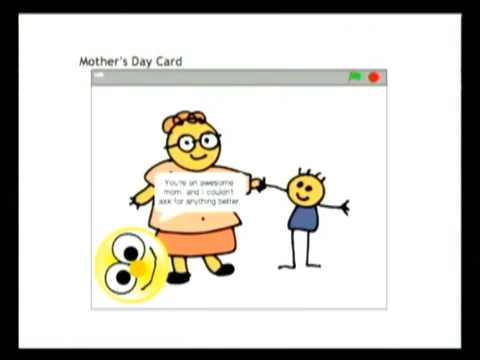 Mother's Day Card
You're an awesome
mom and i couldn't
ask for anything better